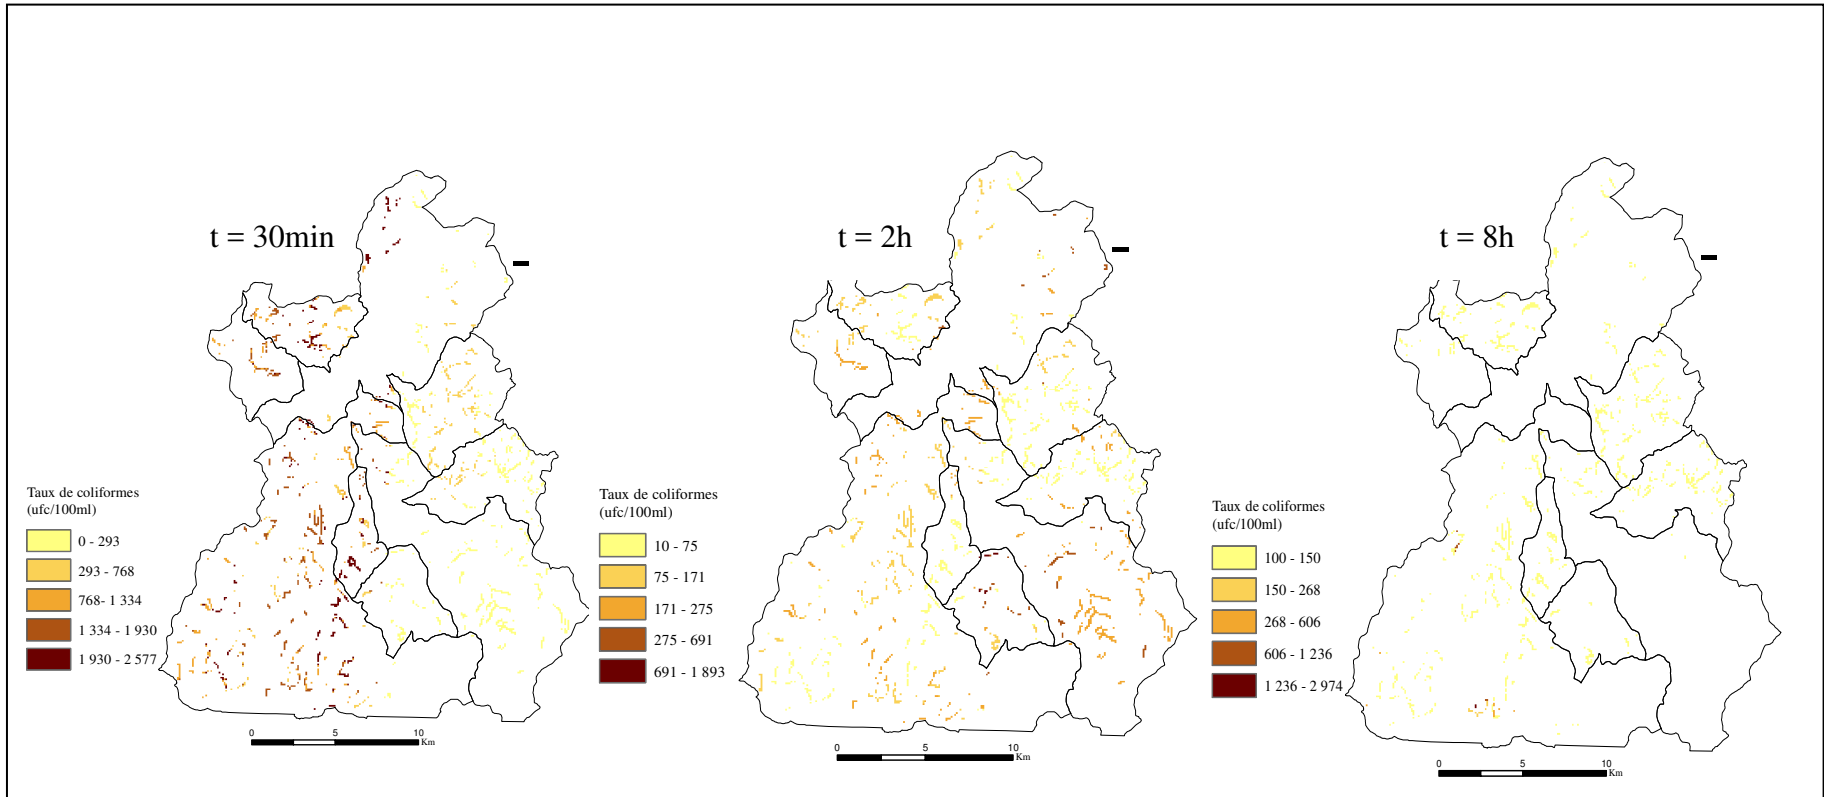 t = 30min
t = 2h
t = 8h
Taux de coliformes
(ufc/100ml)
0 - 293
293 - 768
768- 1 334
1 334 - 1 930
1 930 - 2 577
0 5 10
Km
Taux de coliformes
(ufc/100ml)
10 - 75
75 - 171
171 - 275
275 - 691
691 - 1 893
0 5 10
Km
Taux de coliformes
(ufc/100ml)
100 - 150
150 - 268
268 - 606
606 - 1 236
1 236 - 2 974
0 5 10
Km